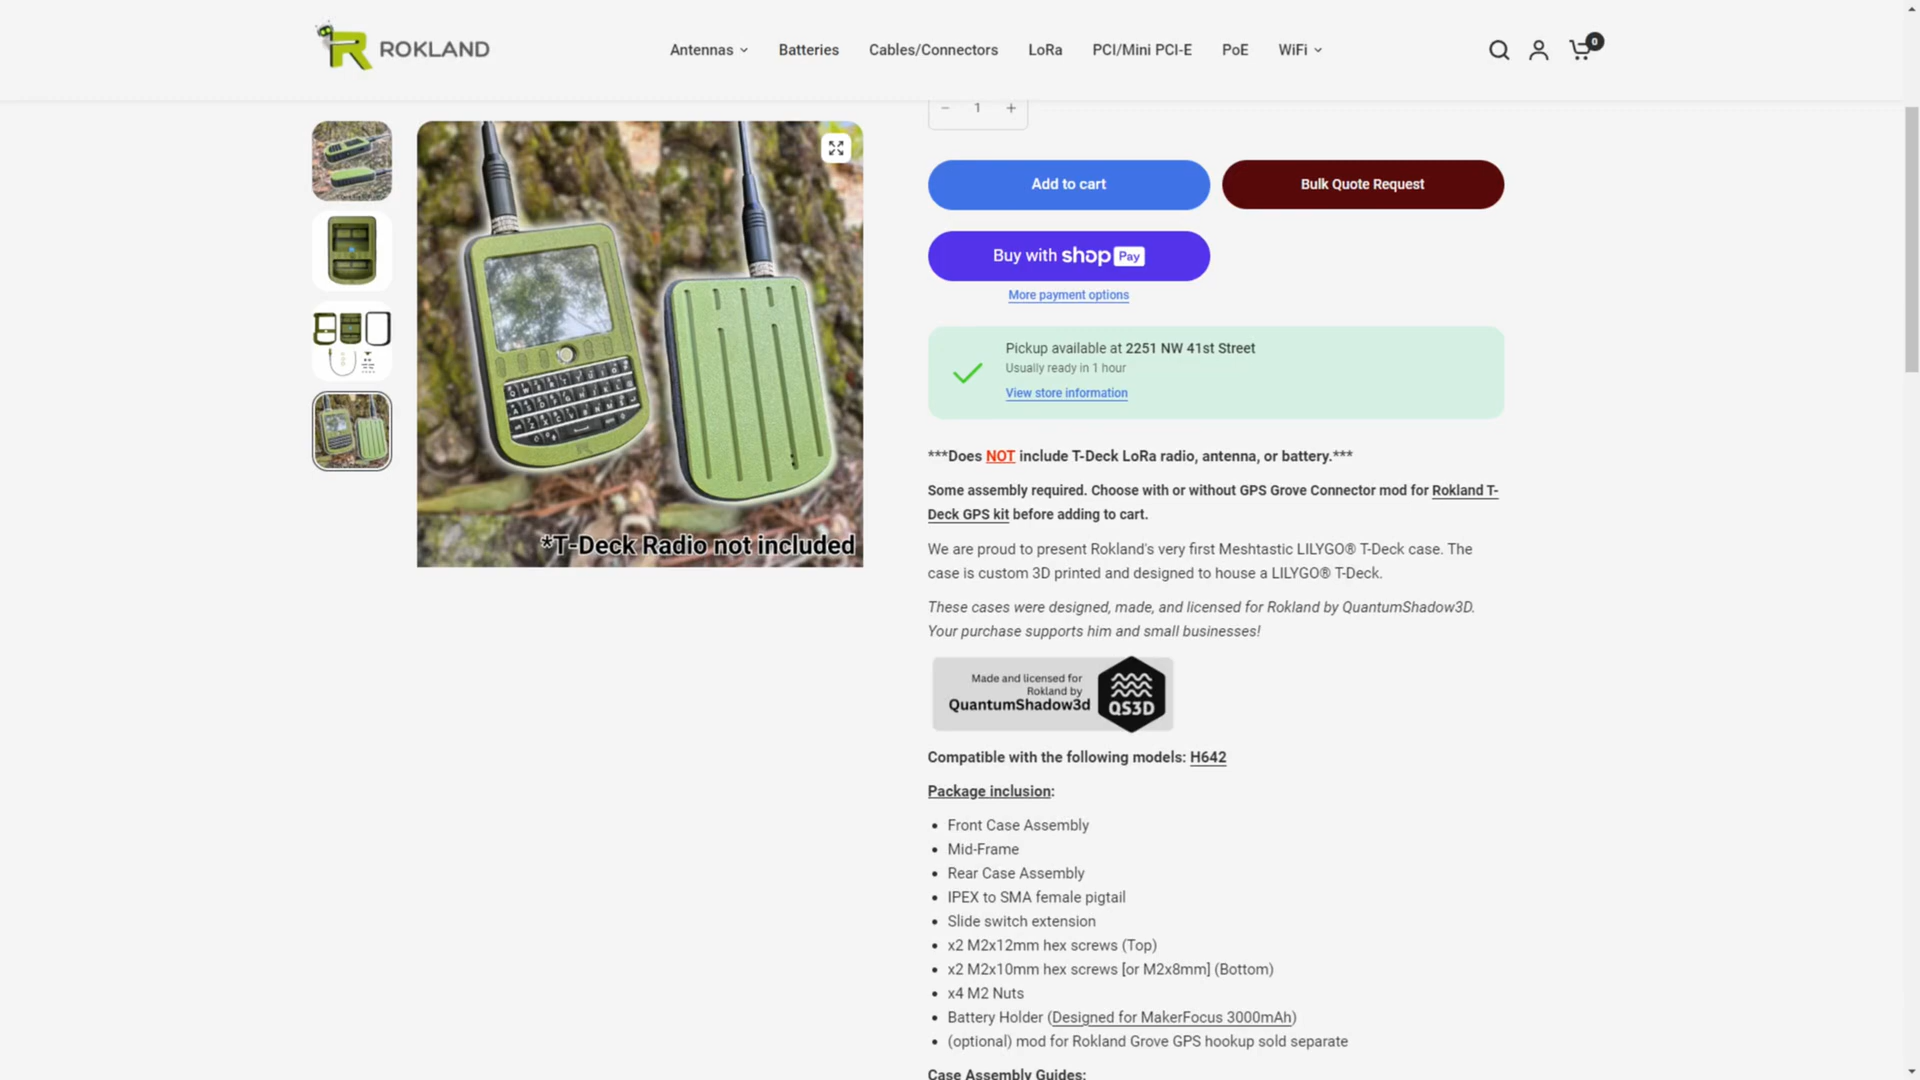 ROKLAND
Antennas
Batteries
Cables/Connectors
LoRa
PCI/Mini PCI-E
PoE
WiFi
0
− 1 +
Add to cart
Bulk Quote Request
Buy with shop Pay
More payment options
Pickup available at 2251 NW 41st Street
Usually ready in 1 hour
View store information
*T-Deck Radio not included
***Does NOT include T-Deck LoRa radio, antenna, or battery.***
Some assembly required. Choose with or without GPS Grove Connector mod for Rokland T-
Deck GPS kit before adding to cart.
We are proud to present Rokland's very first Meshtastic LILYGO® T-Deck case. The
case is custom 3D printed and designed to house a LILYGO® T-Deck.
These cases were designed, made, and licensed for Rokland by QuantumShadow3D.
Your purchase supports him and small businesses!
Made and licensed for
Rokland by
QuantumShadow3d
QS3D
Compatible with the following models: H642
Package inclusion:
• Front Case Assembly
• Mid-Frame
• Rear Case Assembly
• IPEX to SMA female pigtail
• Slide switch extension
• x2 M2x12mm hex screws (Top)
• x2 M2x10mm hex screws [or M2x8mm] (Bottom)
• x4 M2 Nuts
• Battery Holder (Designed for MakerFocus 3000mAh)
• (optional) mod for Rokland Grove GPS hookup sold separate
Case Assembly Guides: